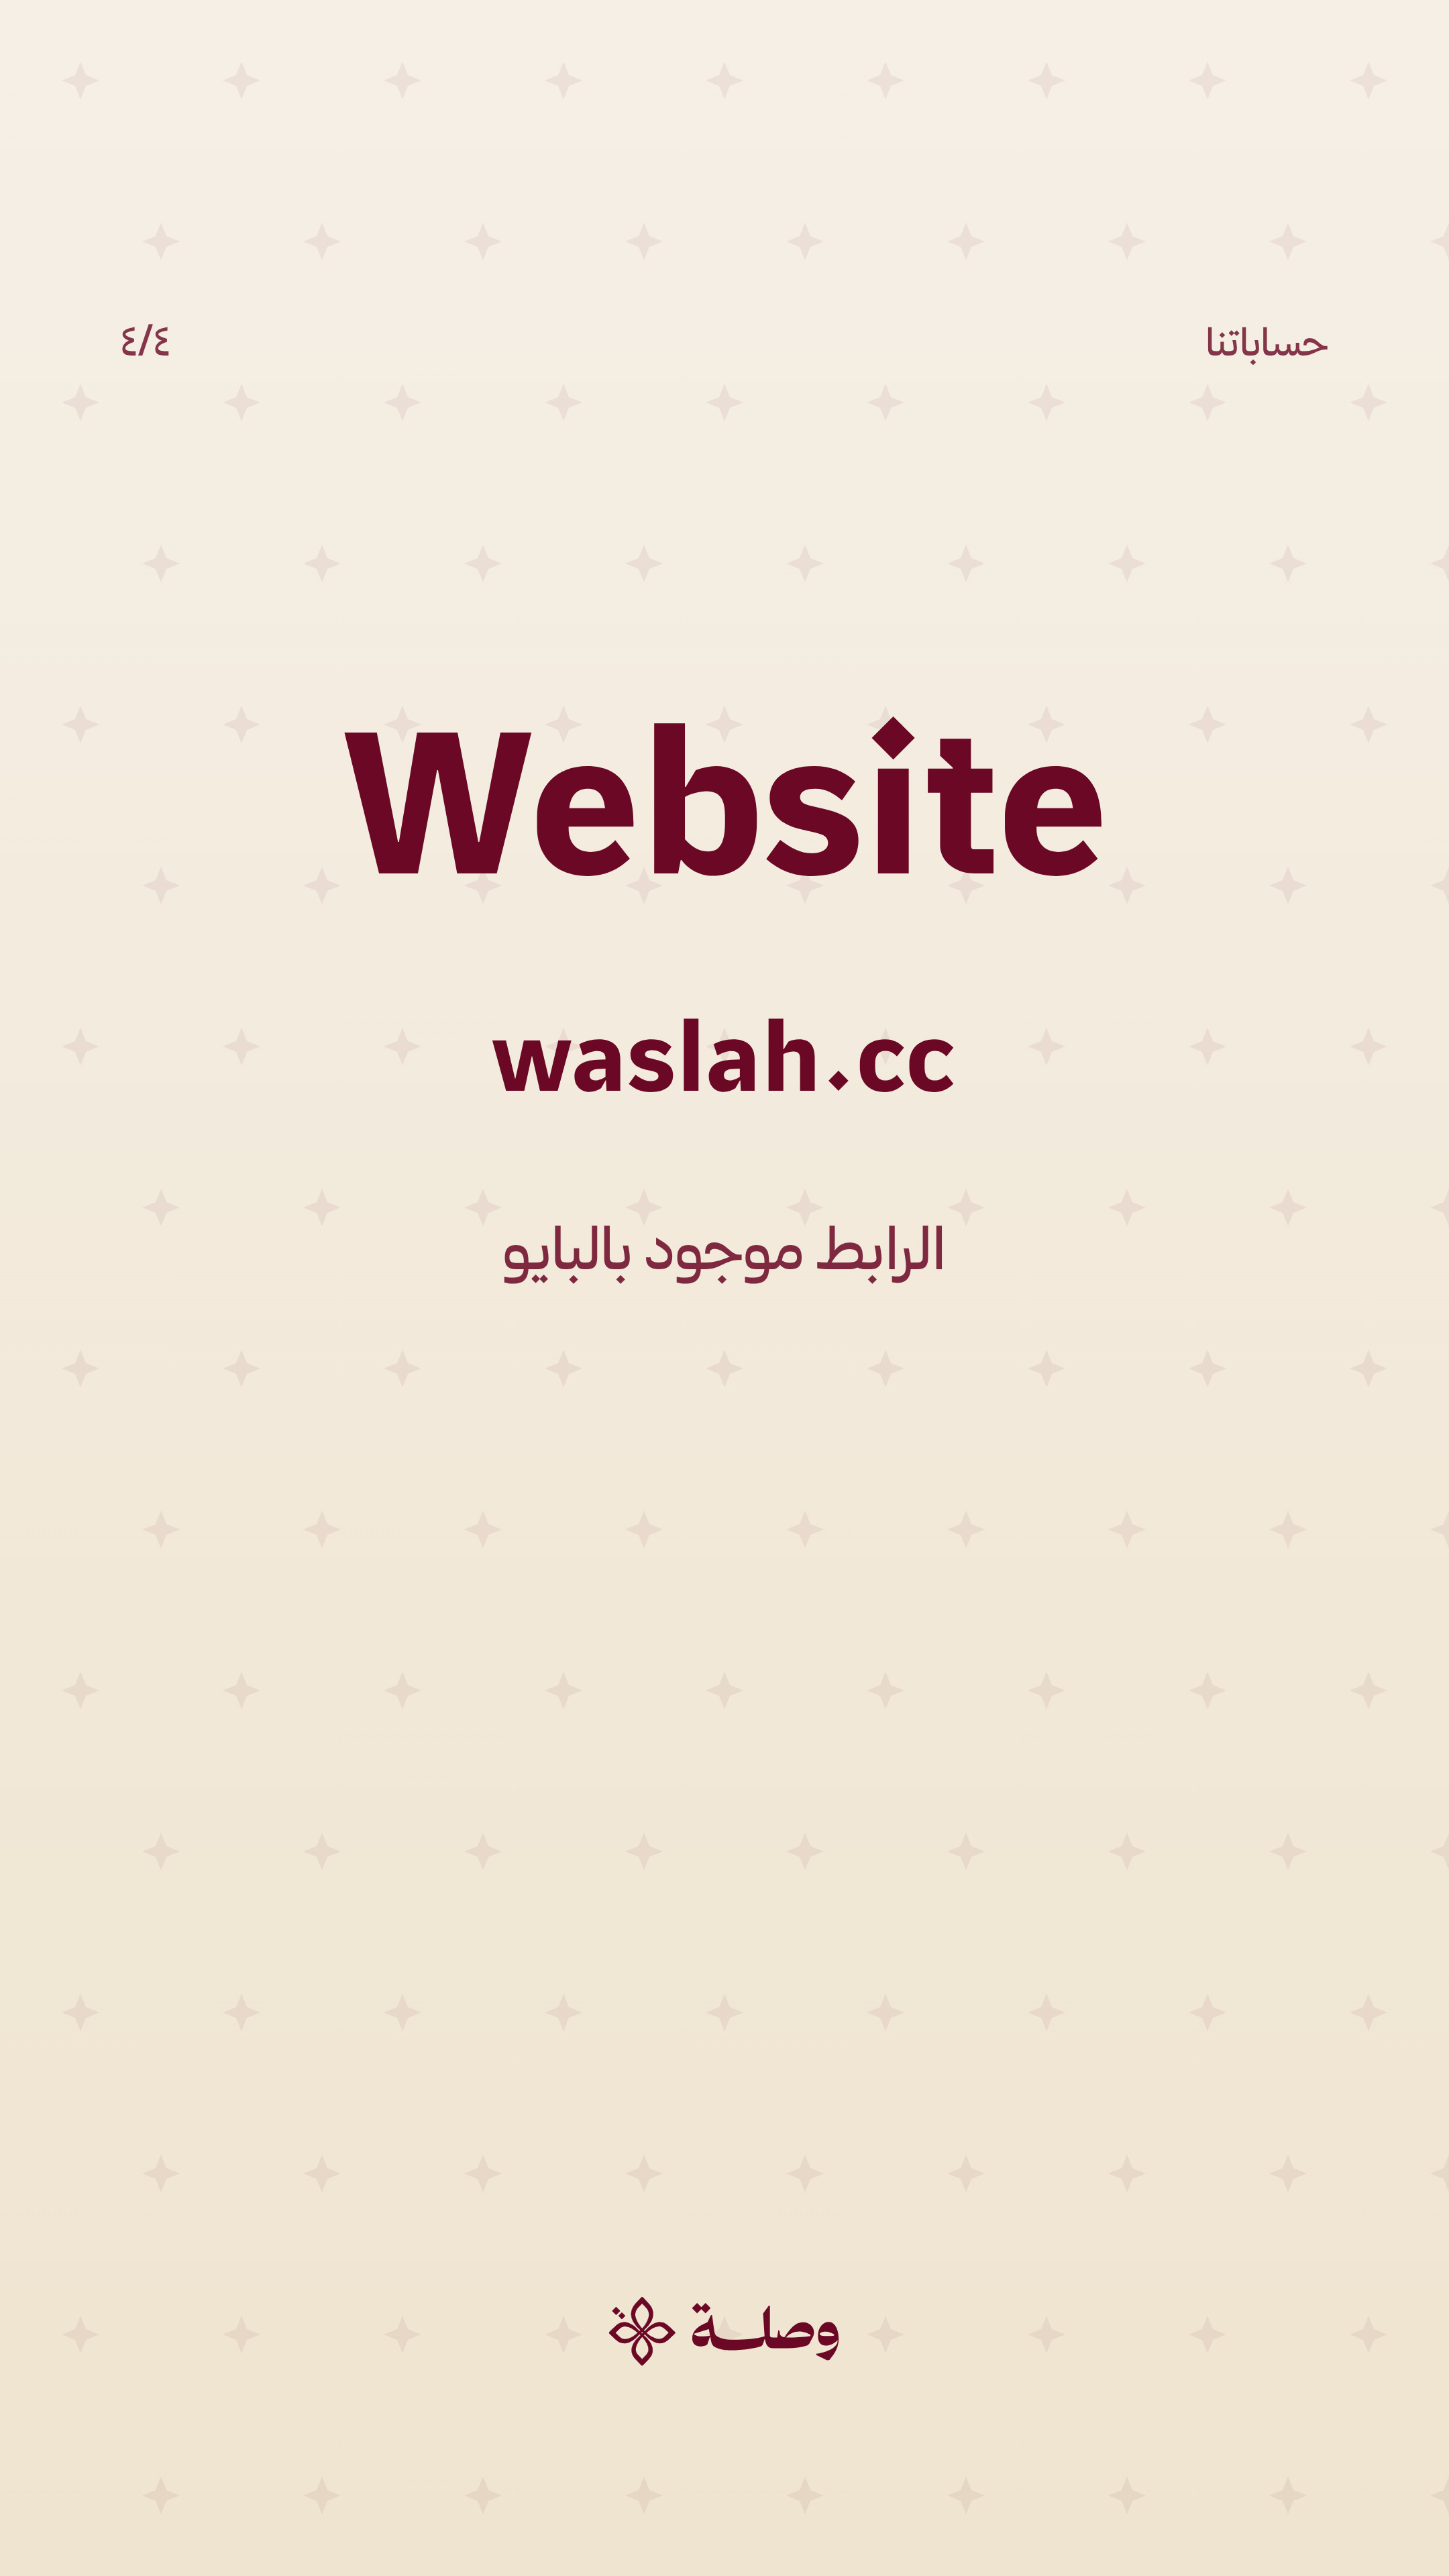 حساباتنا
٤/٤
Website
waslah.cc
الرابط موجود بالبايو
وصلة